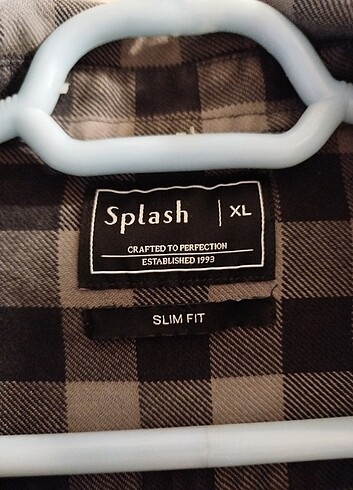 Splash | XL
CRAFTED TO PERFECTION
ESTABLISHED 1993
SLIM FIT